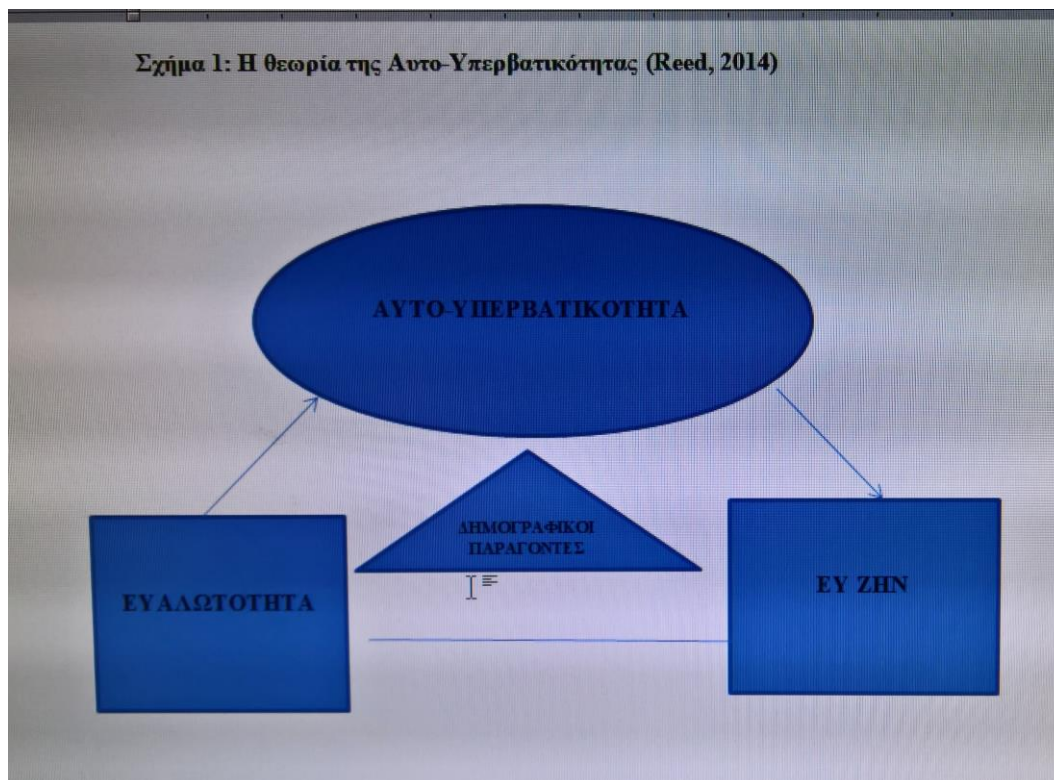 Σχήμα 1: Η θεωρία της Αυτο-Υπερβατικότητας (Reed, 2014)
ΑΥΤΟ-ΥΠΕΡΒΑΤΙΚΟΤΗΤΑ
ΔΗΜΟΓΡΑΦΙΚΟΙ
ΠΑΡΑΓΟΝΤΕΣ
ΕΥΑΛΩΤΟΤΗΤΑ
ΕΥ ΖΗΝ